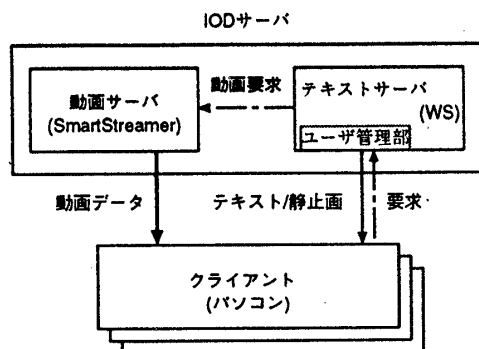 IODサーバ
動画サーバ
(SmartStreamer)
動画要求
テキストサーバ
(WS)
ユーザ管理部
動画データ
テキスト/静止画
要求
クライアント
(パソコン)